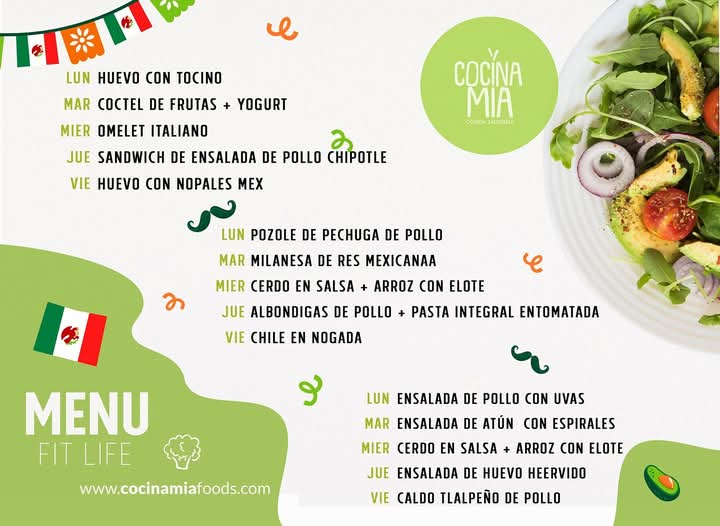 COCINA
MIA
COMIDA SALUDABLE
LUN HUEVO CON TOCINO
MAR COCTEL DE FRUTAS + YOGURT
MIER OMELET ITALIANO
JUE SANDWICH DE ENSALADA DE POLLO CHIPOTLE
VIE HUEVO CON NOPALES MEX
LUN POZOLE DE PECHUGA DE POLLO
MAR MILANESA DE RES MEXICANAA
MIER CERDO EN SALSA + ARROZ CON ELOTE
JUE ALBONDIGAS DE POLLO + PASTA INTEGRAL ENTOMATADA
VIE CHILE EN NOGADA
LUN ENSALADA DE POLLO CON UVAS
MAR ENSALADA DE ATÚN CON ESPIRALES
MIER CERDO EN SALSA + ARROZ CON ELOTE
JUE ENSALADA DE HUEVO HEERVIDO
VIE CALDO TLALPEÑO DE POLLO
MENU
FIT LIFE
www.cocinamiafoods.com